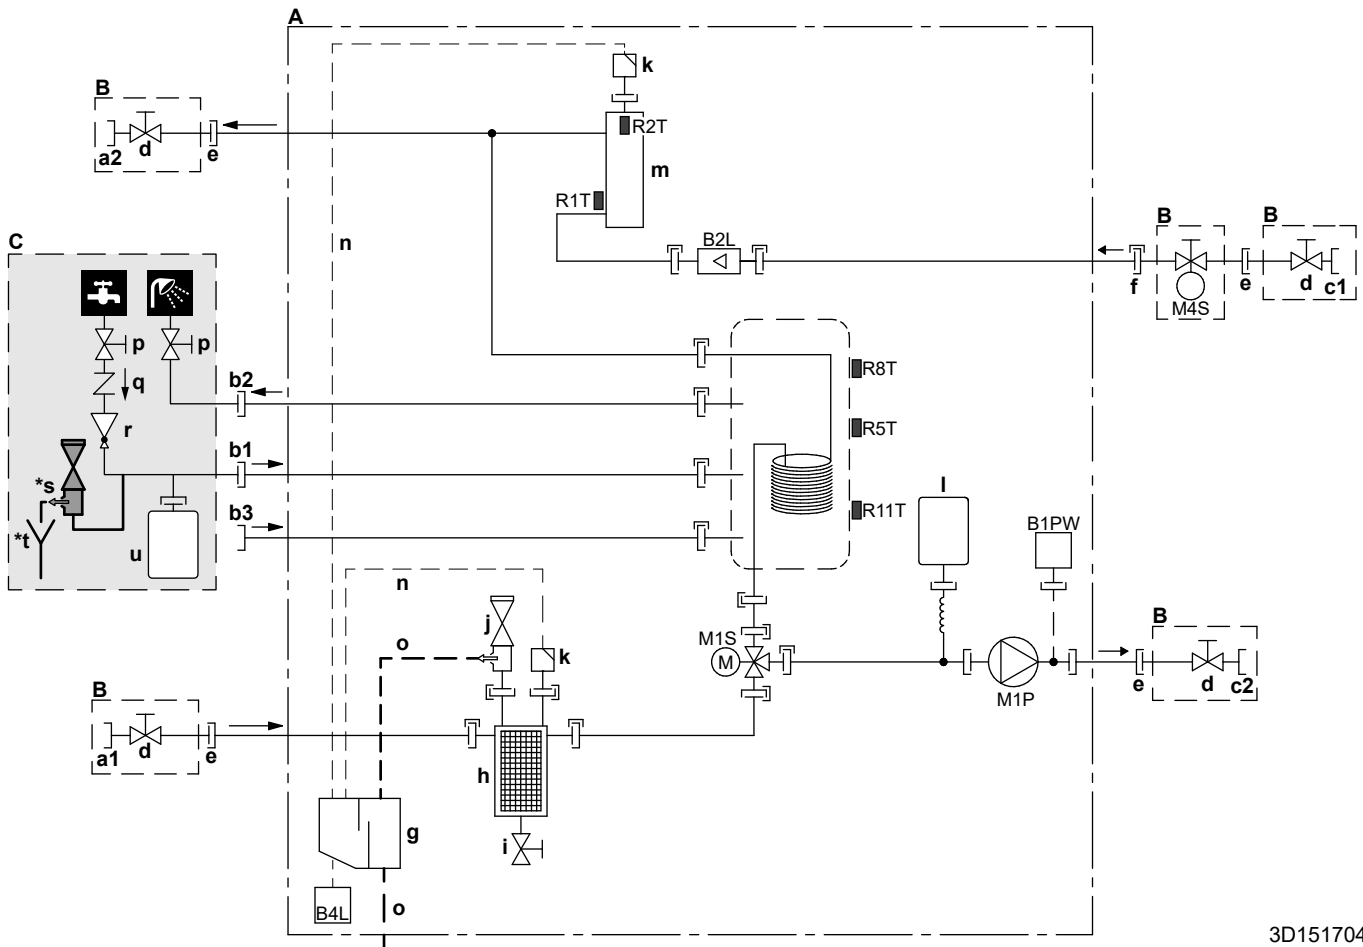 A
k
B
R2T
a2
d
e
m
R1T
B
B
C
n
B2L
f
e
d
c1
M4S
p
p
b2
R8T
q
r
R5T
b1
*s
l
R11T
b3
B1PW
*t
u
n
j
o
M1S
B
k
M
B
e
d
c2
M1P
a1
d
e
h
g
i
B4L
o
3D151704